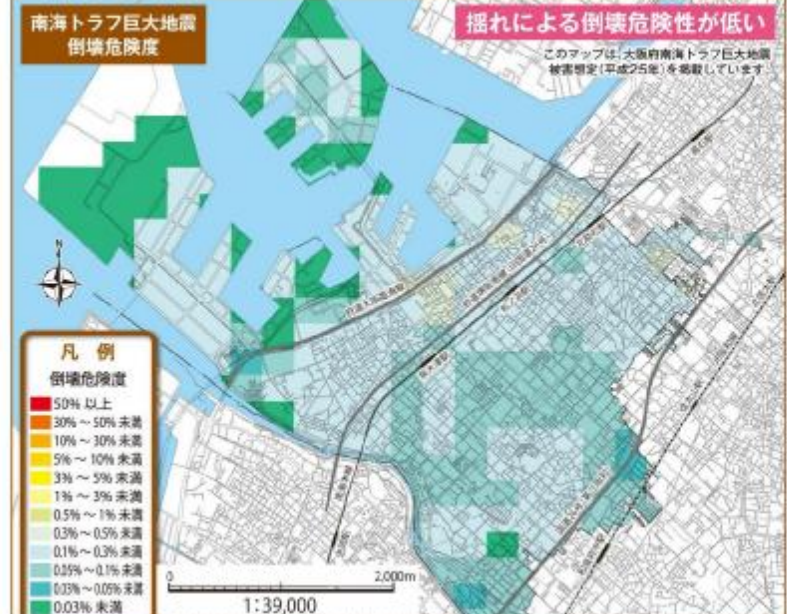 南海トラフ巨大地震
倒壊危険度
揺れによる倒壊危険性が低い
このマップは、大阪府南海トラフ巨大地震
被害想定(平成25年)を掲載しています
N
凡 例
倒壊危険度
50% 以上
30% ～ 50% 未満
10% ～ 30% 未満
5% ～ 10% 未満
3% ～ 5% 未満
1% ～ 3% 未満
0.5% ～ 1% 未満
0.3% ～ 0.5% 未満
0.1% ～ 0.3% 未満
0.05% ～ 0.1% 未満
0.03% ～ 0.05% 未満
0.03% 未満
0
2,000m
1:39,000